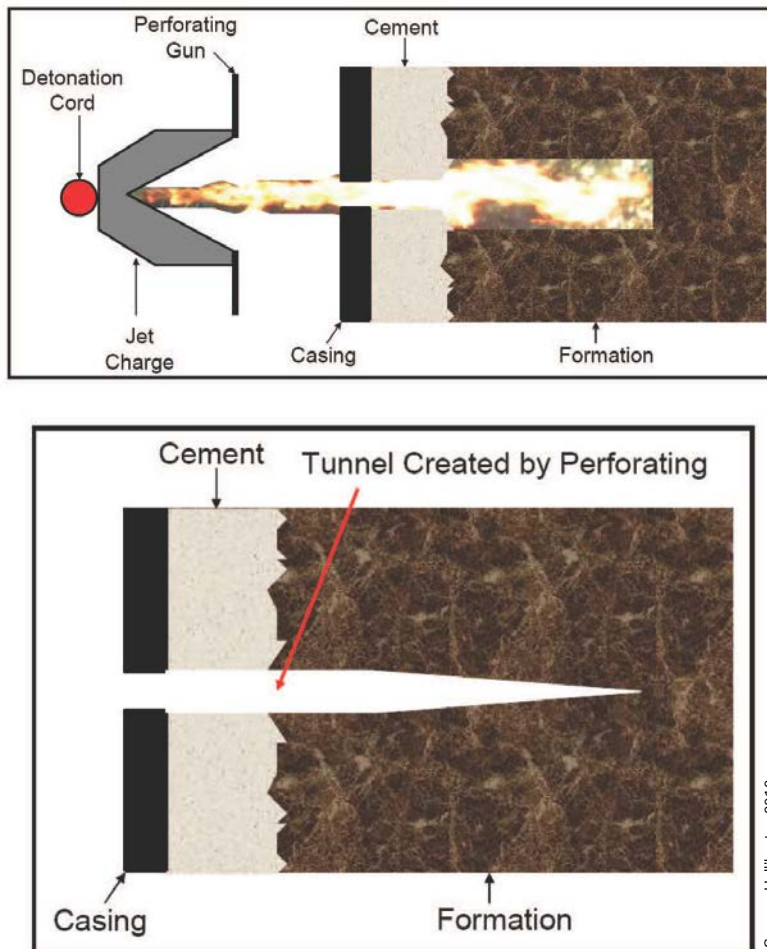 Perforating
Gun
Cement
Detonation
Cord
Jet
Charge
Casing
Formation
Cement
Tunnel Created by Perforating
Casing
Formation